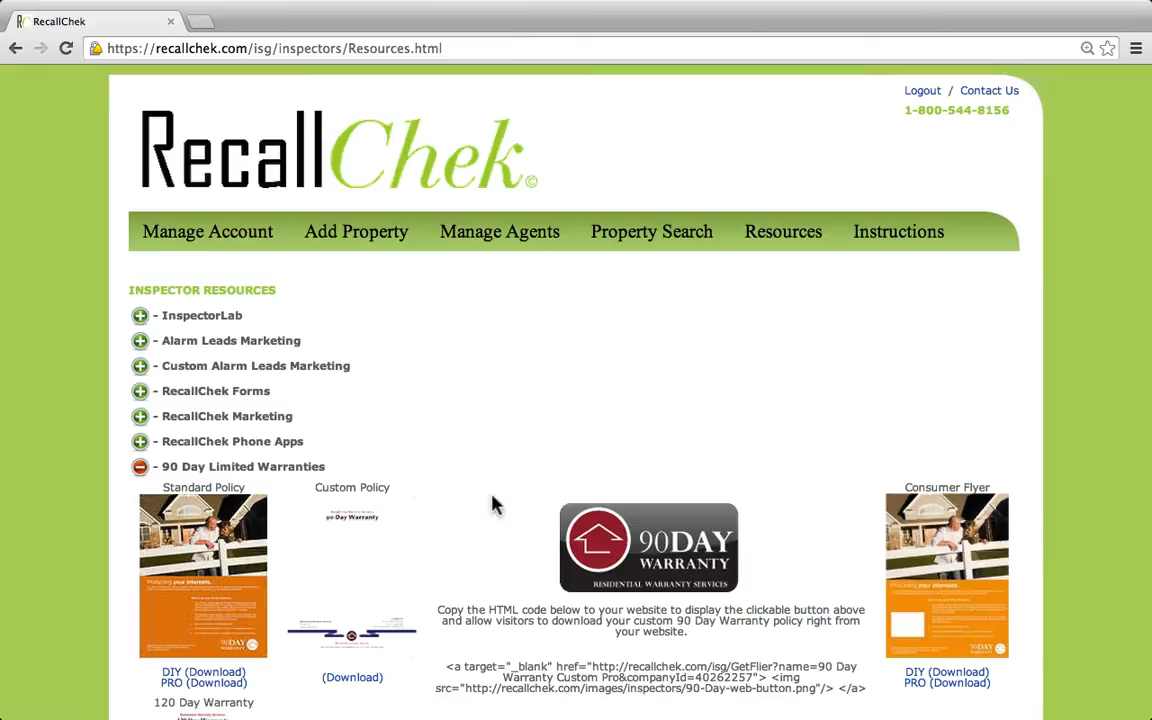 RecallChek
https://recallchek.com/isg/inspectors/Resources.html
Logout / Contact Us
1-800-544-8156
RecallChek©
Manage Account Add Property Manage Agents Property Search Resources Instructions
INSPECTOR RESOURCES
- InspectorLab
- Alarm Leads Marketing
- Custom Alarm Leads Marketing
- RecallChek Forms
- RecallChek Marketing
- RecallChek Phone Apps
- 90 Day Limited Warranties
Standard Policy Custom Policy Consumer Flyer
90 Day Warranty
90DAY
WARRANTY
RESIDENTIAL WARRANTY SERVICES
Protecting your interests.
Copy the HTML code below to your website to display the clickable button above
and allow visitors to download your custom 90 Day Warranty policy right from
your website.
<a target="_blank" href="http://recallchek.com/isg/GetFlier?name=90 Day
Warranty Custom Pro&companyId=40262257"> <img
src="http://recallchek.com/images/inspectors/90-Day-web-button.png"/> </a>
DIY (Download)
PRO (Download)
(Download)
DIY (Download)
PRO (Download)
120 Day Warranty